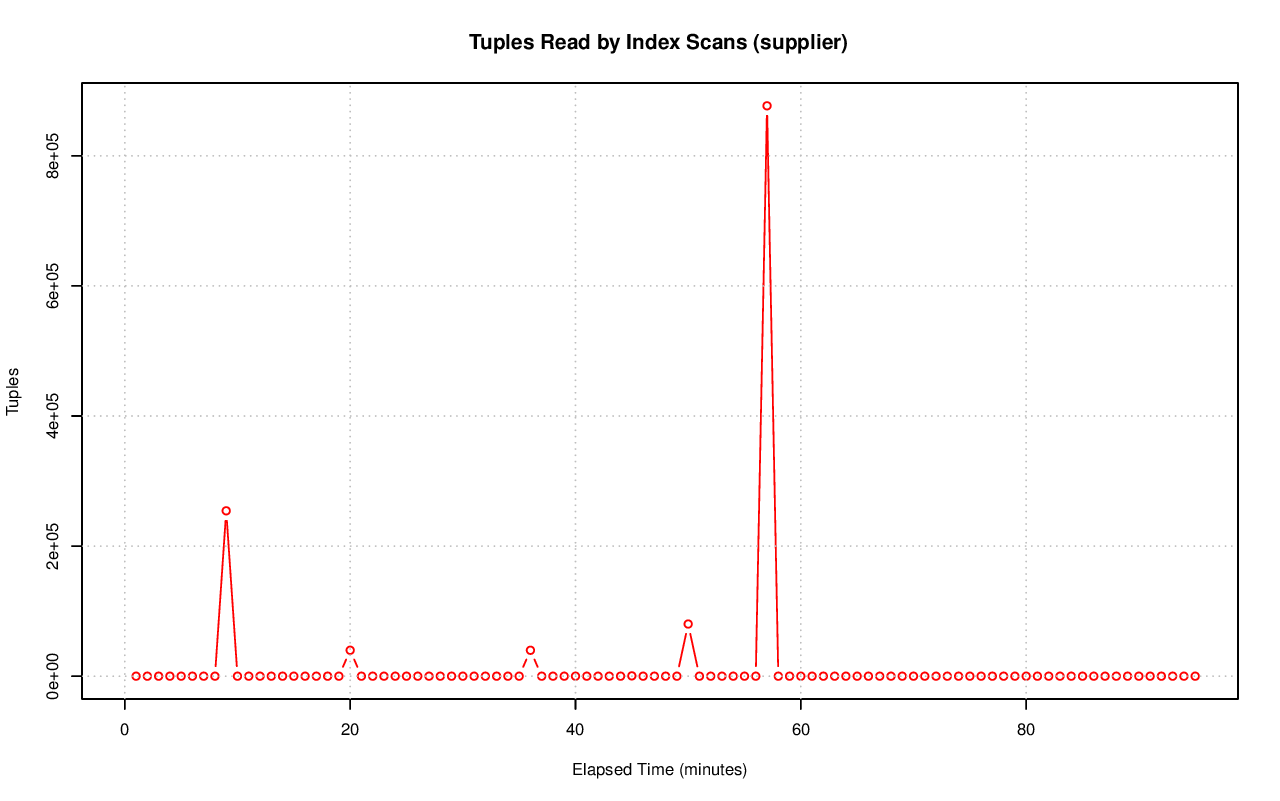 Tuples Read by Index Scans (supplier)
Tuples
8e+05
6e+05
4e+05
2e+05
0e+00
0 20 40 60 80
Elapsed Time (minutes)